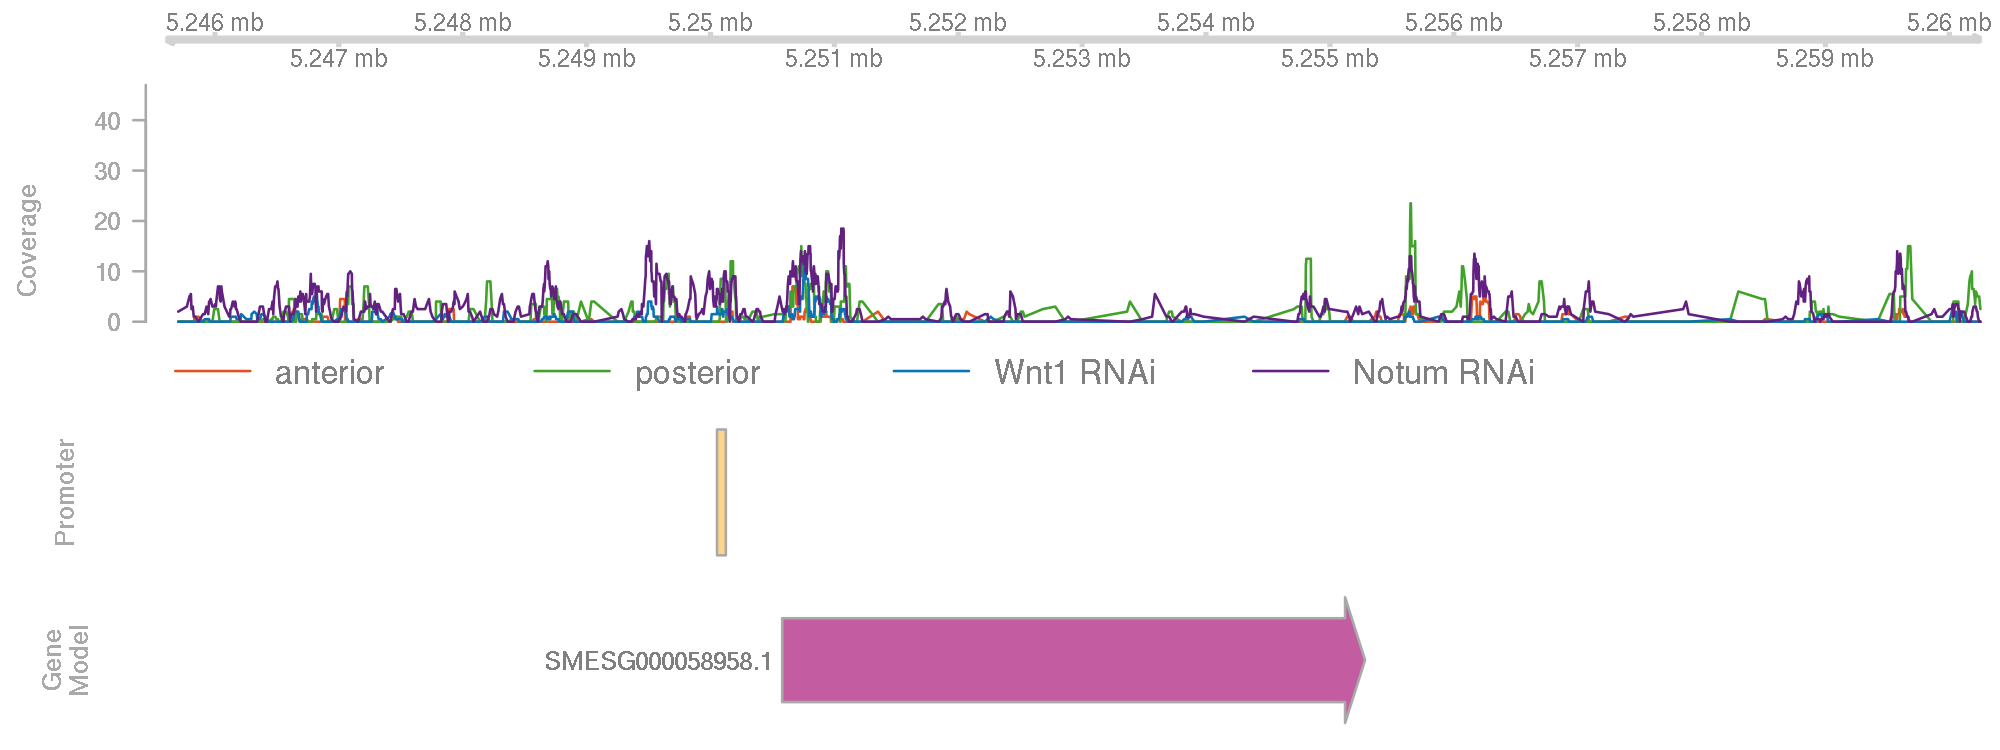 5.246 mb 5.248 mb 5.25 mb 5.252 mb 5.254 mb 5.256 mb 5.258 mb 5.26 mb
5.247 mb 5.249 mb 5.251 mb 5.253 mb 5.255 mb 5.257 mb 5.259 mb
Coverage
40
30
20
10
0
anterior posterior Wnt1 RNAi Notum RNAi
Promoter
0
Gene
Model
SMESG000058958.1